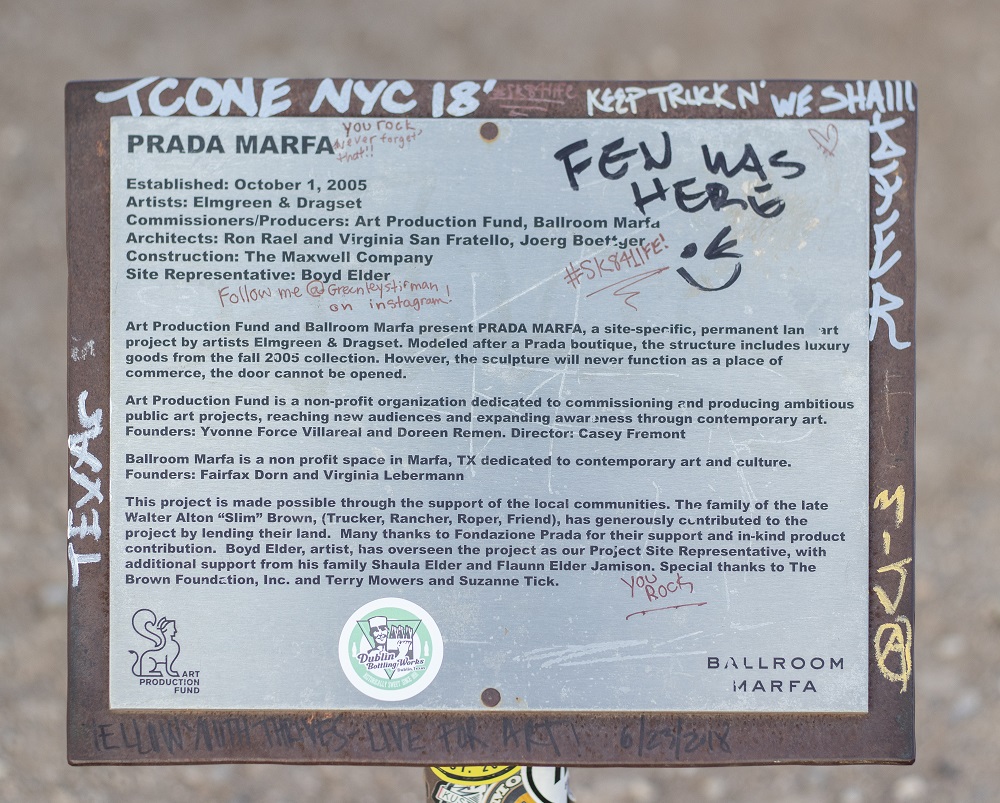 TCONE NYC 18'
#SK84life
KEEP TRUCK N'
WE SHALL
PRADA MARFA
you rock
never forget
that!!
FEN WAS
HERE
Established: October 1, 2005
Artists: Elmgreen & Dragset
Commissioners/Producers: Art Production Fund, Ballroom Marfa
Architects: Ron Rael and Virginia San Fratello, Joerg Boettger
Construction: The Maxwell Company
Site Representative: Boyd Elder
#SK84LIFE!
Follow me @Greenleystifman
on instagram!
Art Production Fund and Ballroom Marfa present PRADA MARFA, a site-specific, permanent lan art
project by artists Elmgreen & Dragset. Modeled after a Prada boutique, the structure includes luxury
goods from the fall 2005 collection. However, the sculpture will never function as a place of
commerce, the door cannot be opened.
Art Production Fund is a non-profit organization dedicated to commissioning and producing ambitious
public art projects, reaching new audiences and expanding awareness through contemporary art.
Founders: Yvonne Force Villareal and Doreen Remen. Director: Casey Fremont
Ballroom Marfa is a non profit space in Marfa, TX dedicated to contemporary art and culture.
Founders: Fairfax Dorn and Virginia Lebermann
This project is made possible through the support of the local communities. The family of the late
Walter Alton “Slim” Brown, (Trucker, Rancher, Roper, Friend), has generously contributed to the
project by lending their land.  Many thanks to Fondazione Prada for their support and in-kind product
contribution.  Boyd Elder, artist, has overseen the project as our Project Site Representative, with
additional support from his family Shaula Elder and Flaunn Elder Jamison. Special thanks to The
Brown Foundation, Inc. and Terry Mowers and Suzanne Tick.
YOU
ROCK
TEXAS
ART
PRODUCTION
FUND
Dublin
Bottling Works
Dublin, Texas
BALLROOM
MARFA
LIVE FOR ART!